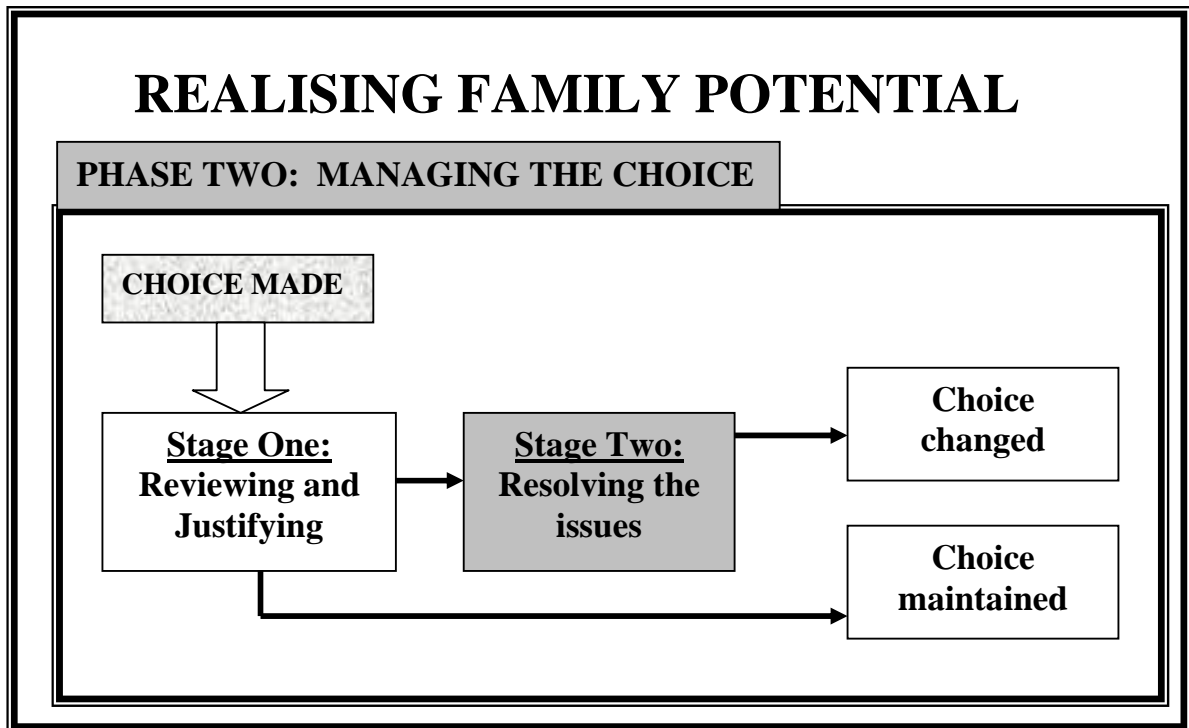 REALISING FAMILY POTENTIAL
PHASE TWO: MANAGING THE CHOICE
CHOICE MADE
Stage One:
Reviewing and
Justifying
Stage Two:
Resolving the
issues
Choice
changed
Choice
maintained